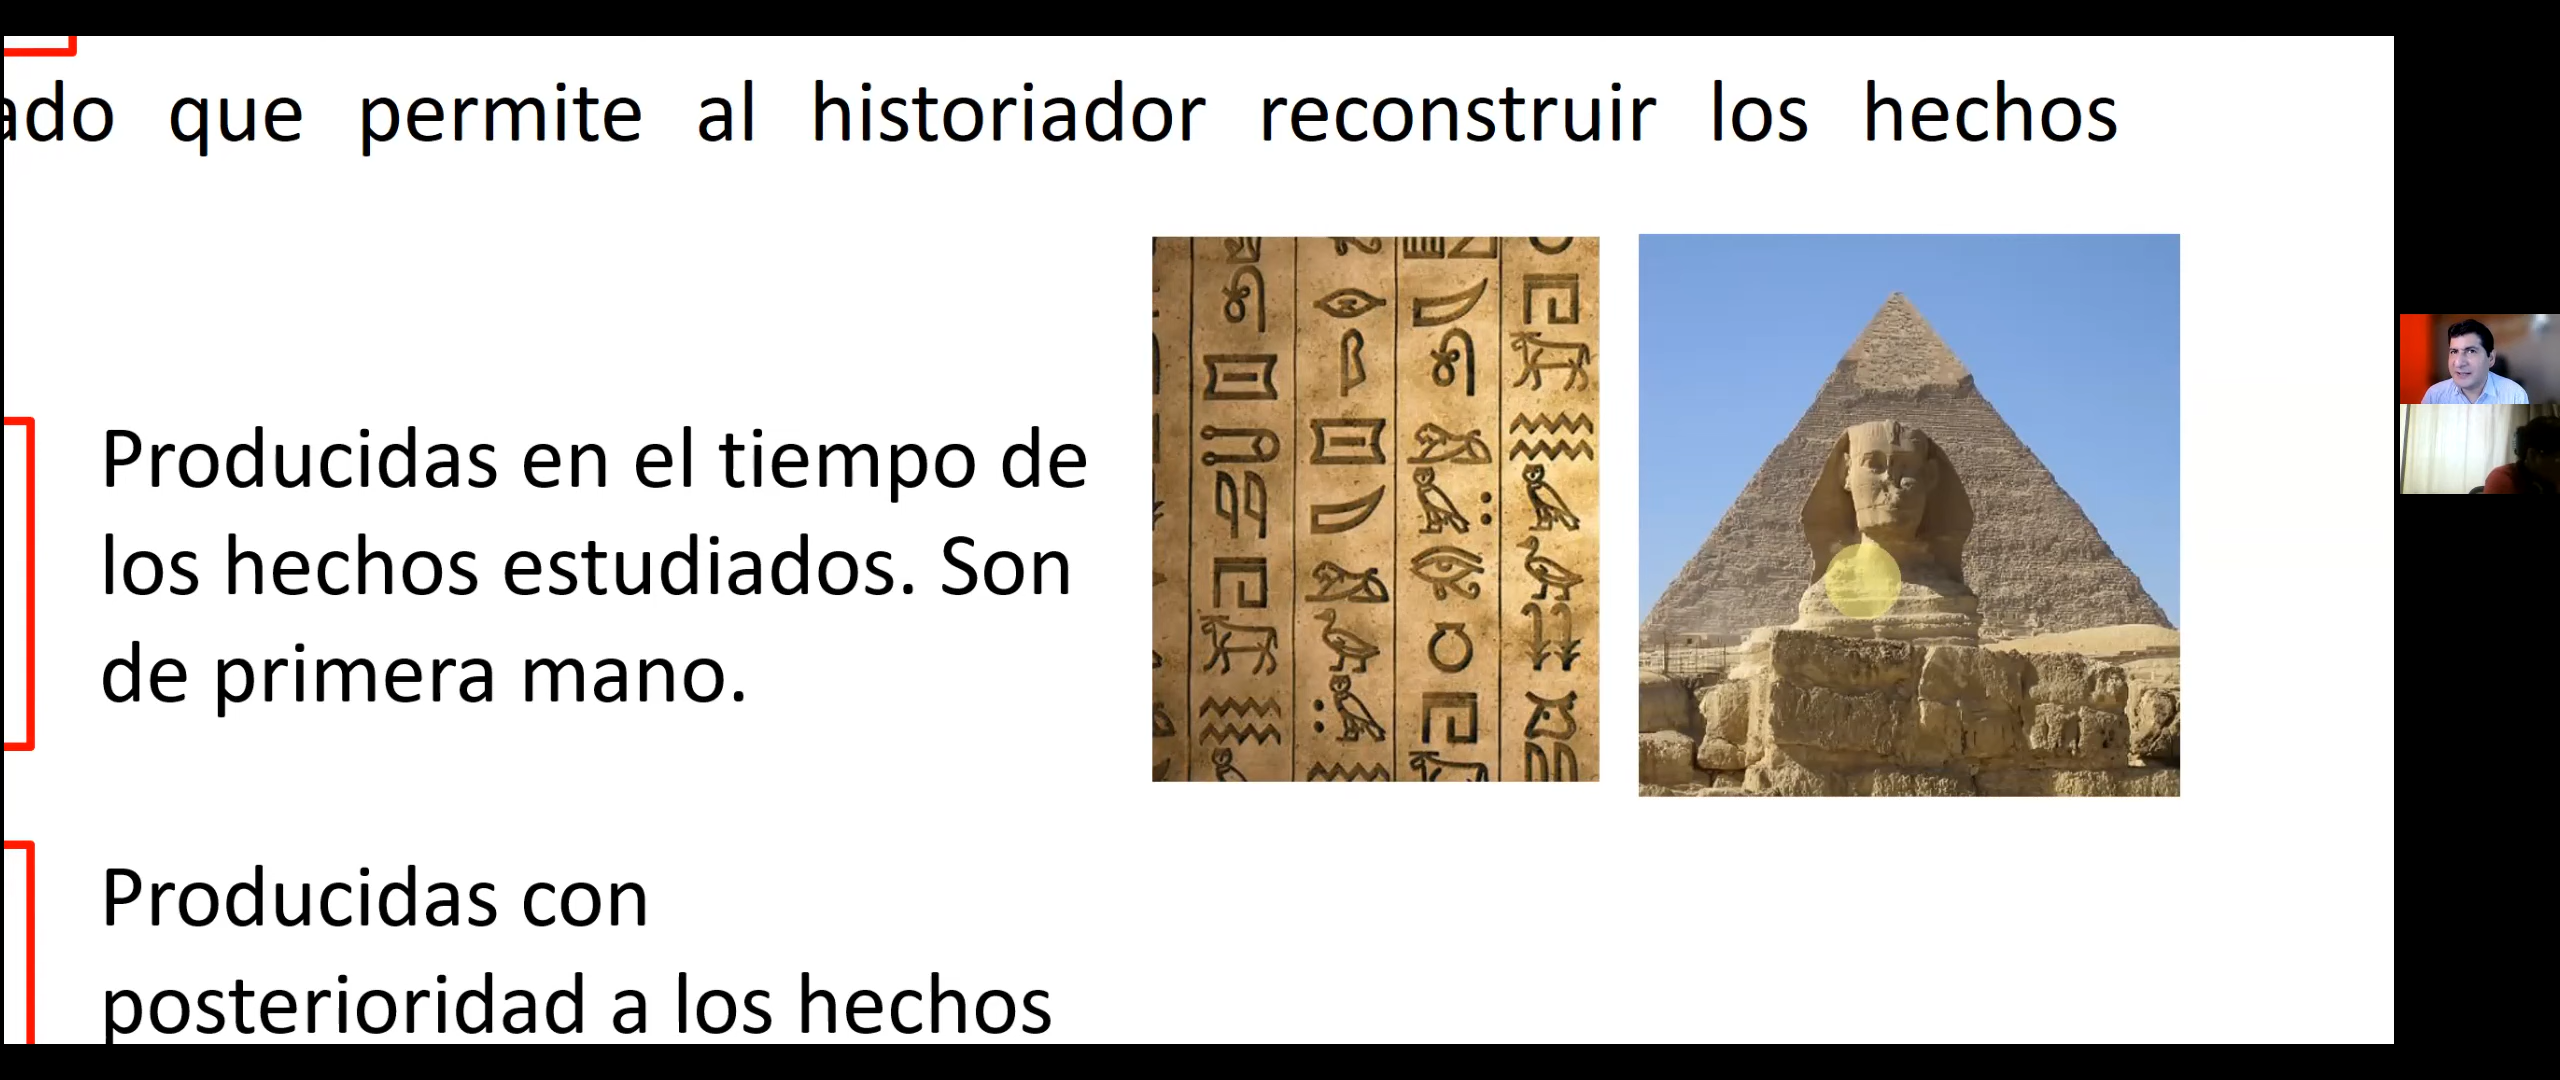 que permite al historiador reconstruir los hechos
Producidas en el tiempo de
los hechos estudiados. Son
de primera mano.
Producidas con
posterioridad a los hechos